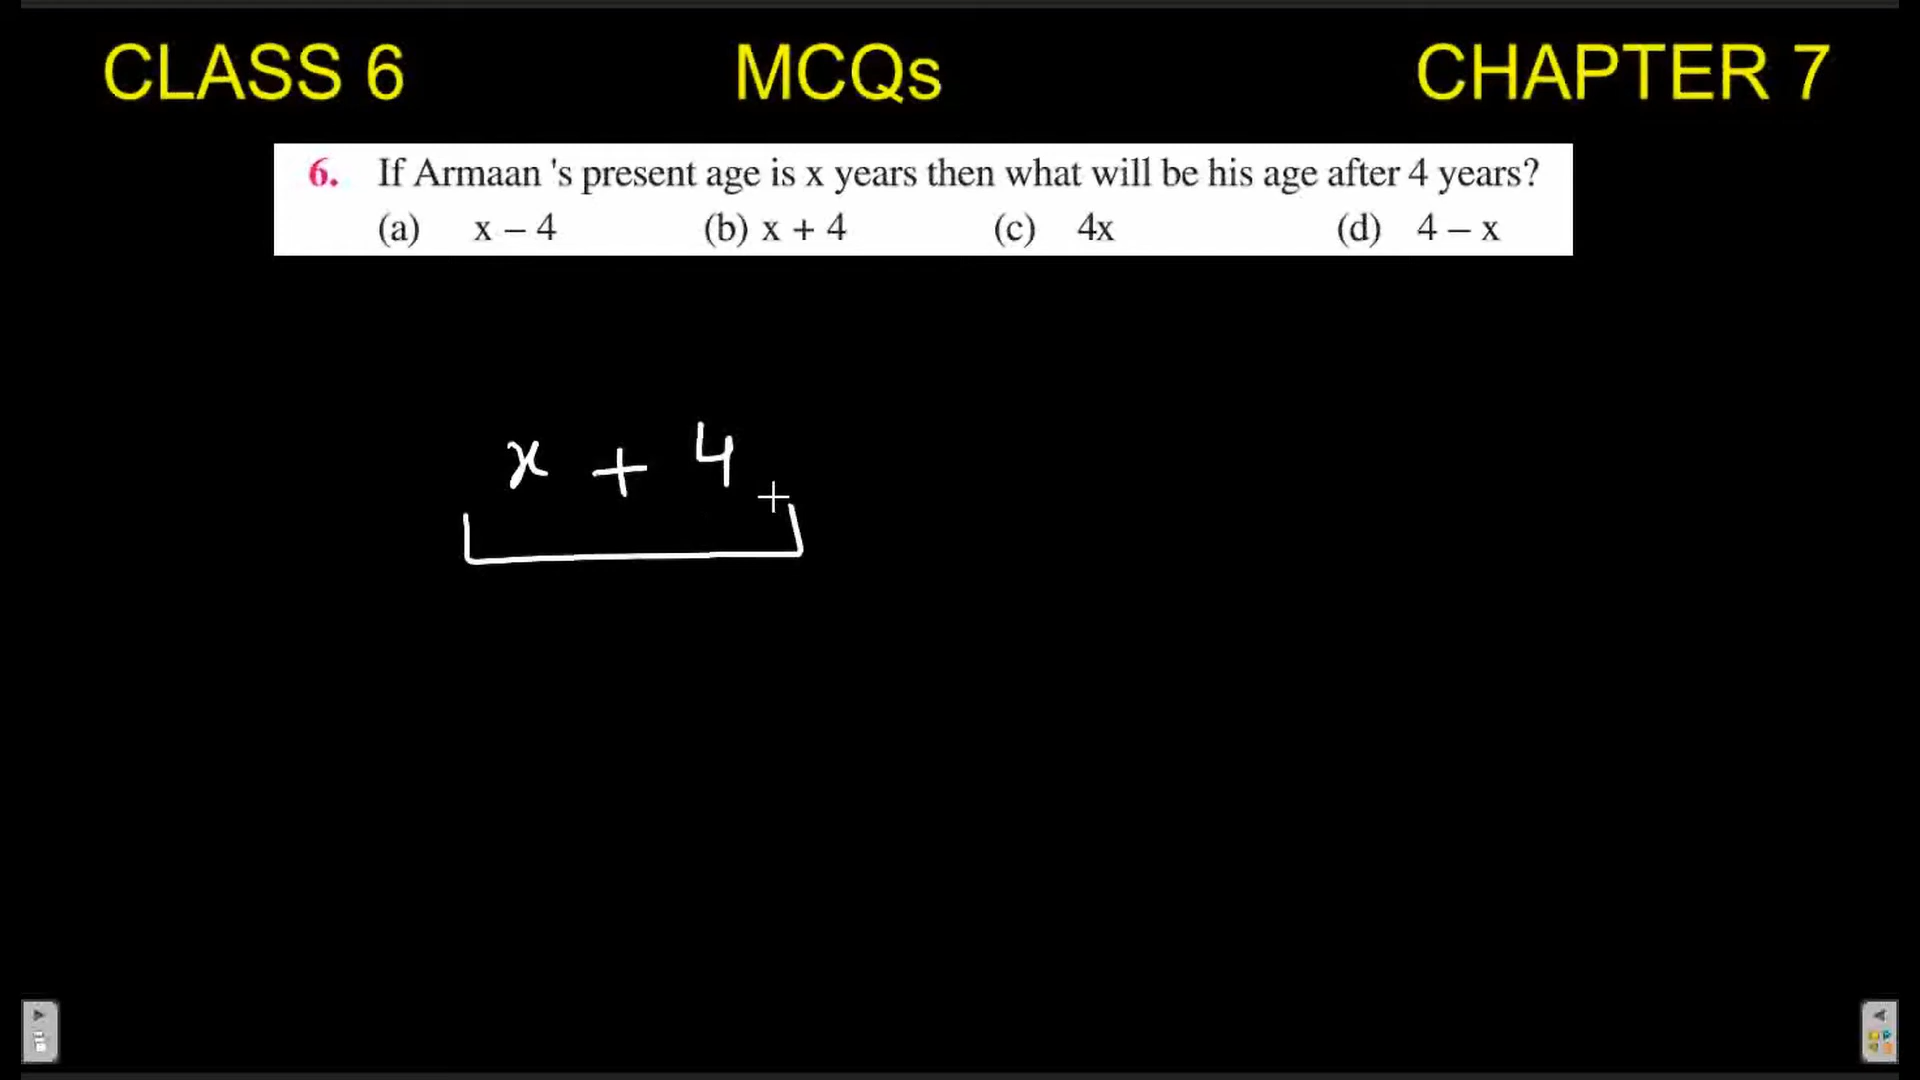 CLASS 6 MCQs CHAPTER 7
6. If Armaan 's present age is x years then what will be his age after 4 years?
(a) x – 4 (b) x + 4 (c) 4x (d) 4 – x
x + 4